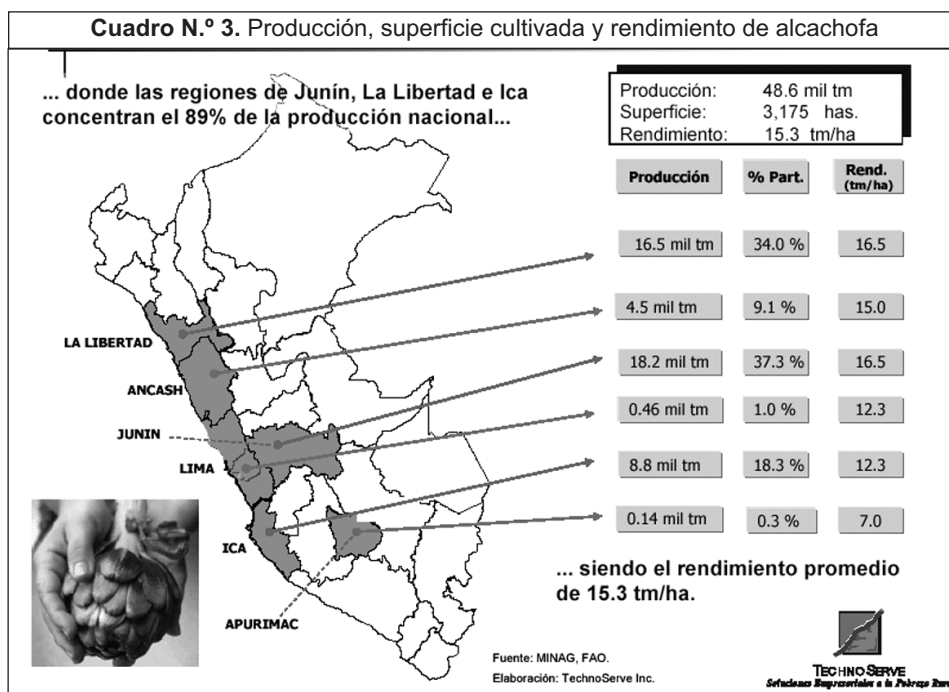 Cuadro N.º 3. Producción, superficie cultivada y rendimiento de alcachofa
... donde las regiones de Junín, La Libertad e Ica
concentran el 89% de la producción nacional...
Producción: 48.6 mil tm
Superficie: 3,175 has.
Rendimiento: 15.3 tm/ha
Producción % Part. Rend.
(tm/ha)
16.5 mil tm 34.0 % 16.5
4.5 mil tm 9.1 % 15.0
18.2 mil tm 37.3 % 16.5
0.46 mil tm 1.0 % 12.3
8.8 mil tm 18.3 % 12.3
0.14 mil tm 0.3 % 7.0
LA LIBERTAD
ANCASH
JUNIN
LIMA
ICA
APURIMAC
... siendo el rendimiento promedio
de 15.3 tm/ha.
Fuente: MINAG, FAO.
Elaboración: TechnoServe Inc.
TECHNOSERVE
Soluciones Empresariales a la Pobreza Rural